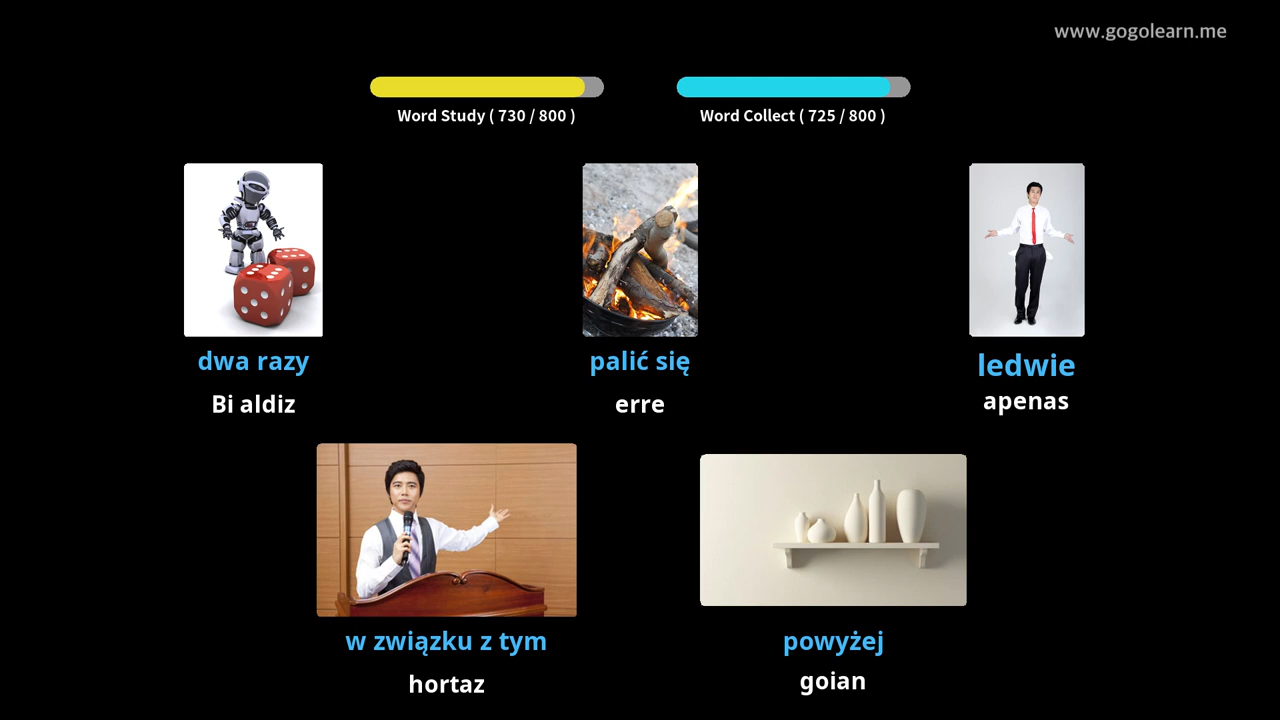 www.gogolearn.me
Word Study ( 730 / 800 )
Word Collect ( 725 / 800 )
dwa razy
Bi aldiz
palić się
erre
ledwie
apenas
w związku z tym
hortaz
powyżej
goian